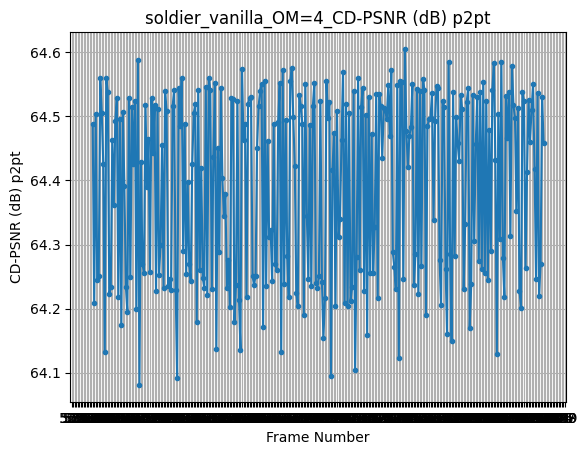 soldier_vanilla_OM=4_CD-PSNR (dB) p2pt
64.6
64.5
64.4
64.3
64.2
64.1
CD-PSNR (dB) p2pt
Frame Number